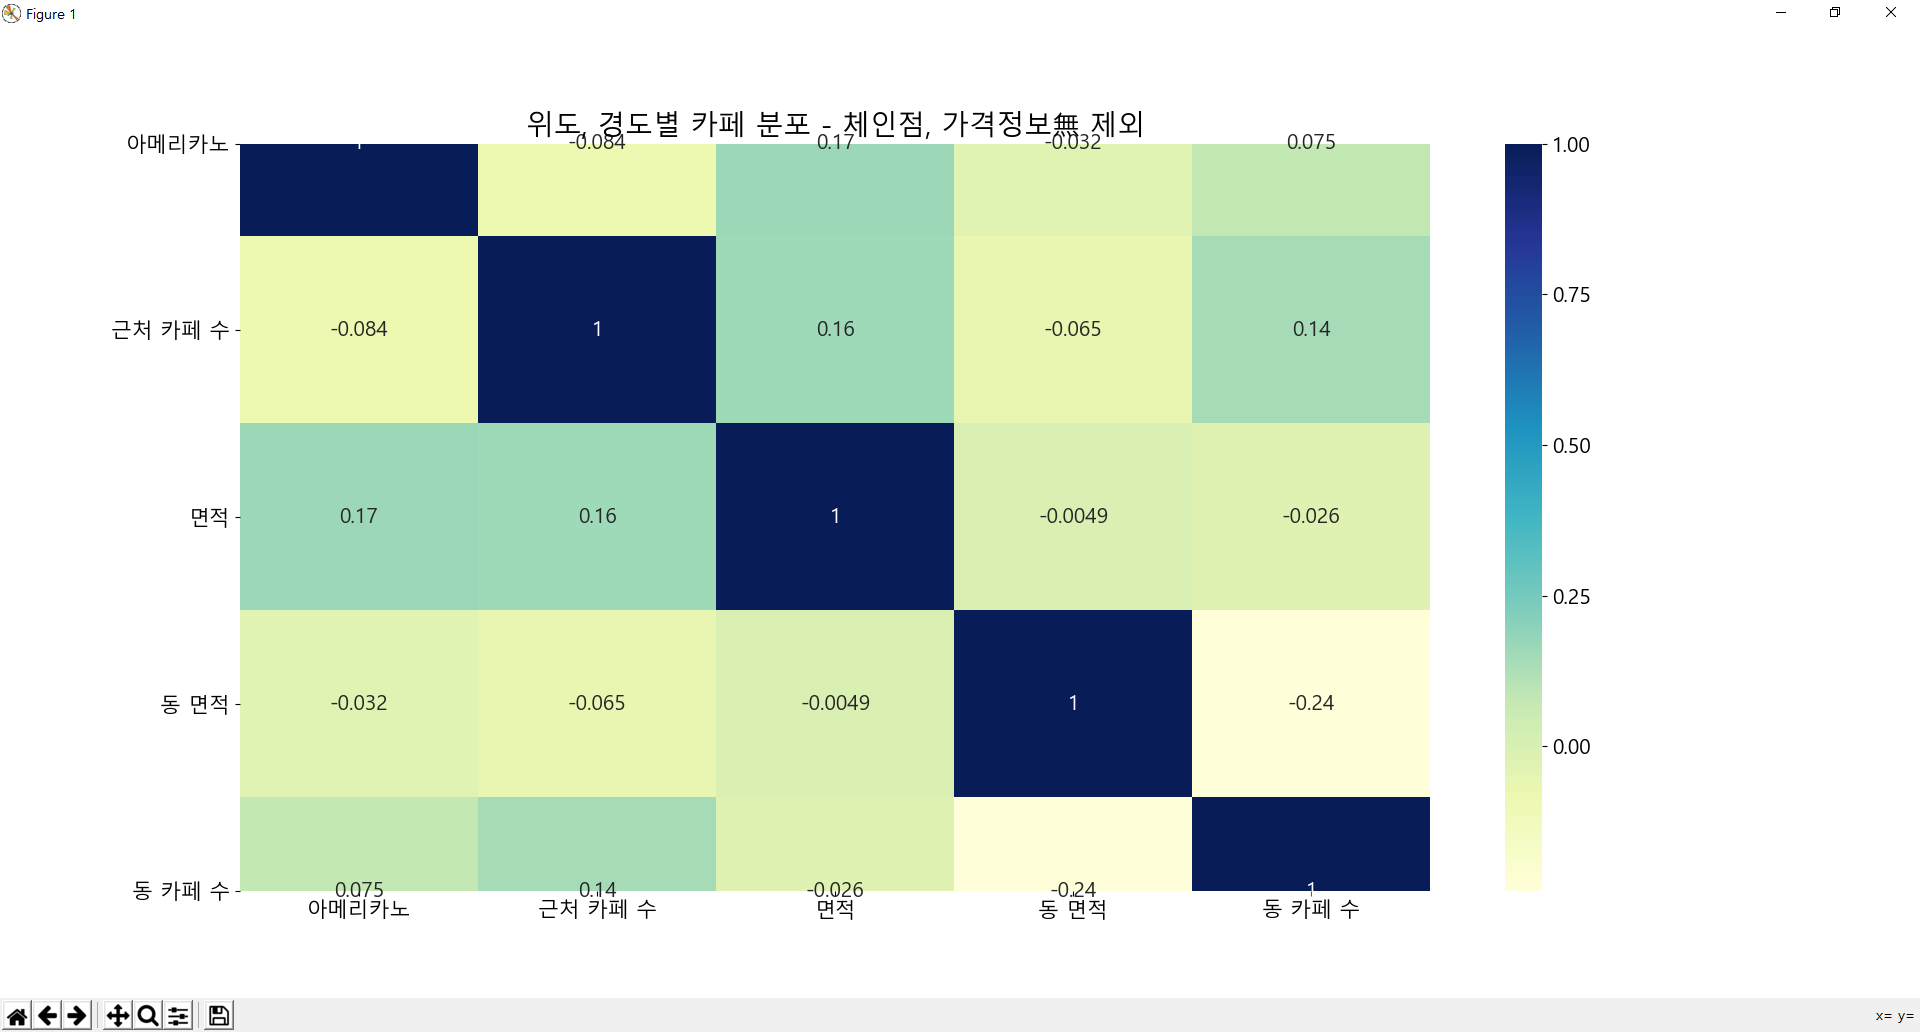 Figure 1
위도, 경도별 카페 분포 - 체인점, 가격정보無 제외
아메리카노 1 -0.084 0.17 -0.032 0.075
근처 카페 수 -0.084 1 0.16 -0.065 0.14
면적 0.17 0.16 1 -0.0049 -0.026
동 면적 -0.032 -0.065 -0.0049 1 -0.24
동 카페 수 0.075 0.14 -0.026 -0.24 1
아메리카노 근처 카페 수 면적 동 면적 동 카페 수
1.00
0.75
0.50
0.25
0.00
x= y=